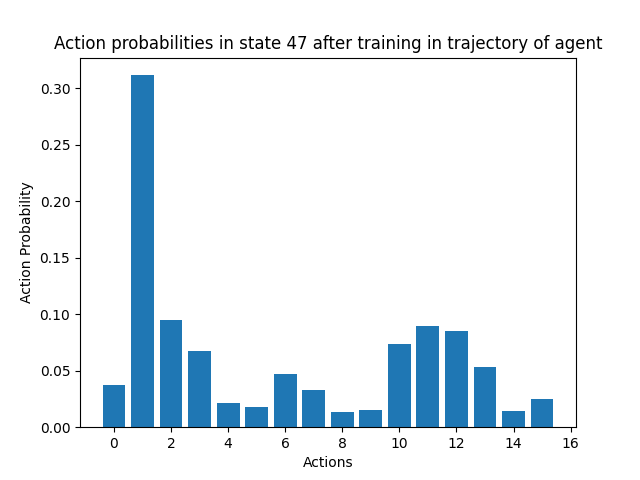 Action probabilities in state 47 after training in trajectory of agent
0.30
0.25
0.20
0.15
0.10
0.05
0.00
Action Probability
0 2 4 6 8 10 12 14 16
Actions